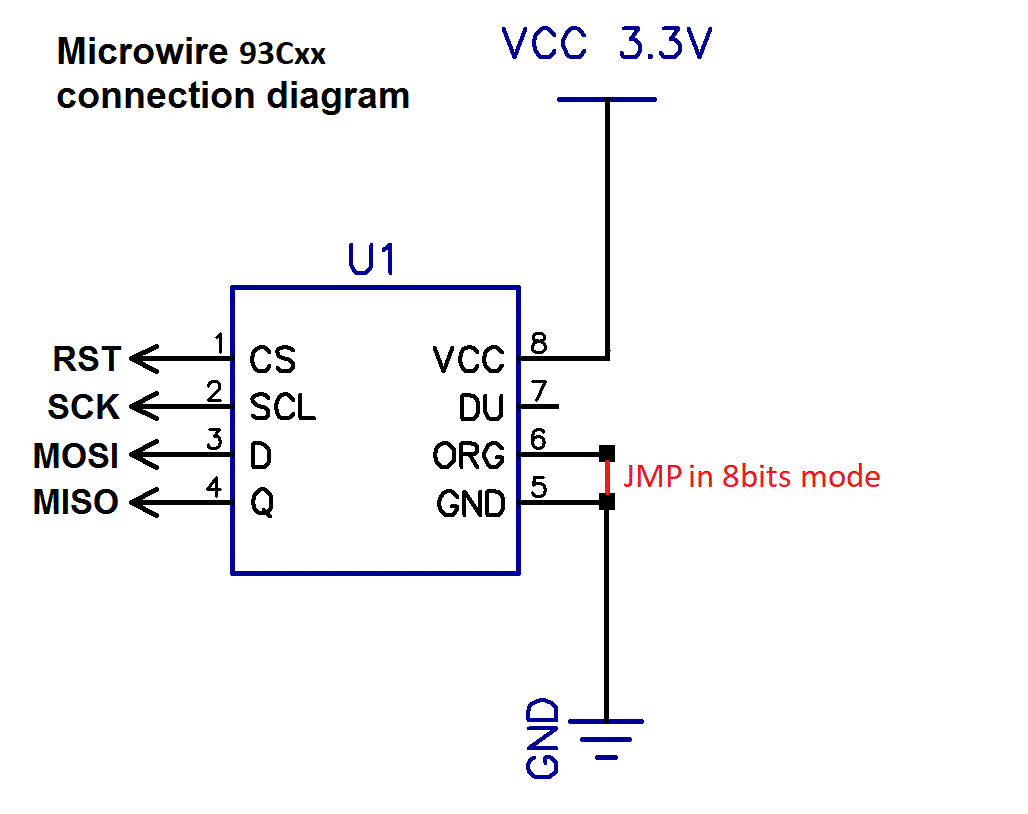 Microwire 93Cxx
connection diagram
VCC 3.3V
U1
RST 1 CS VCC 8
SCK 2 SCL DU 7
MOSI 3 D ORG 6
JMP in 8bits mode
MISO 4 Q GND 5
GND